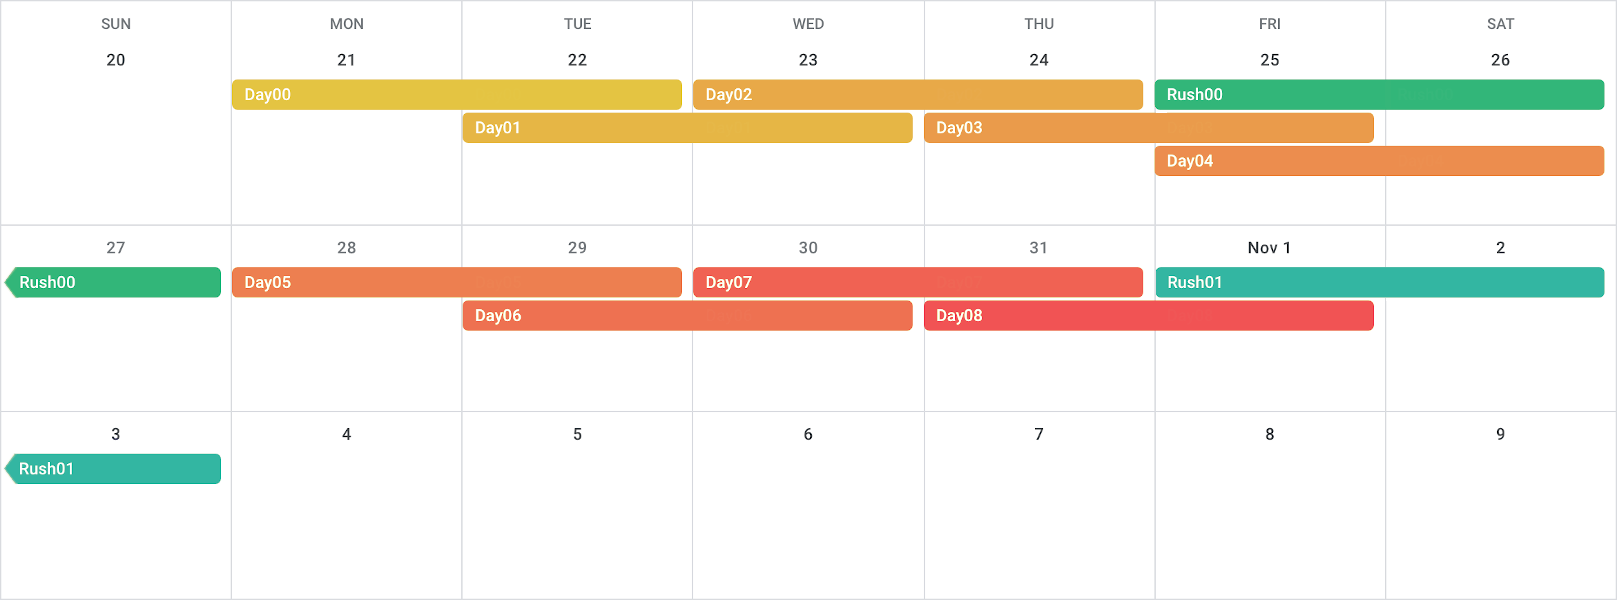 SUN MON TUE WED THU FRI SAT
20 21 22 23 24 25 26
Day00 Day02 Rush00
Day01 Day03
Day04
27 28 29 30 31 Nov 1 2
Rush00 Day05 Day07 Rush01
Day06 Day08
3 4 5 6 7 8 9
Rush01